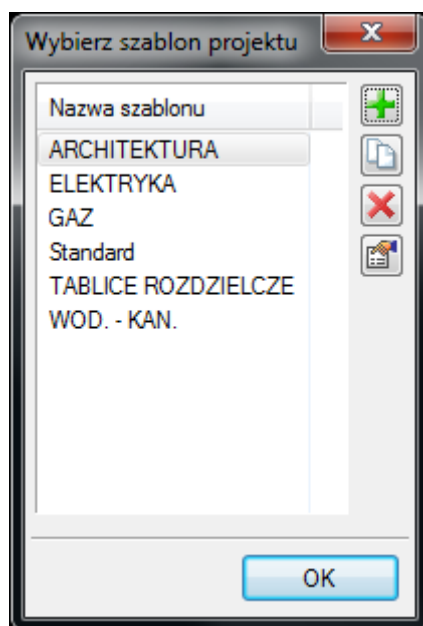 Wybierz szablon projektu
Nazwa szablonu
ARCHITEKTURA
ELEKTRYKA
GAZ
Standard
TABLICE ROZDZIELCZE
WOD. - KAN.
OK